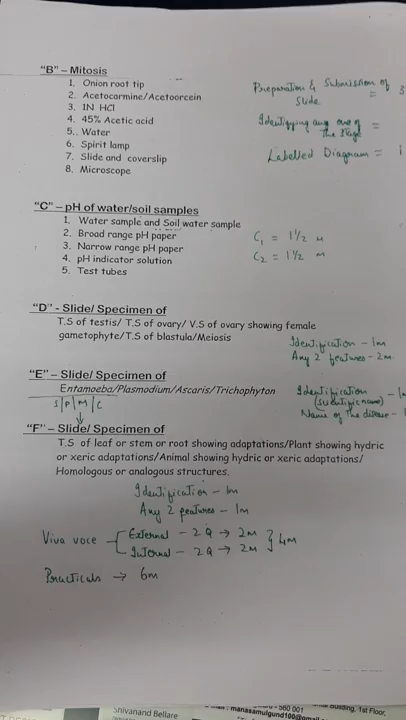 "B" – Mitosis
1. Onion root tip
2. Acetocarmine/Acetoorcein
3. 1N HCl
4. 45% Acetic acid
5.. Water
6. Spirit lamp
7. Slide and coverslip
8. Microscope
Preparation & Submission of
Slide = 3
Identifying any one of
the stage =
Labelled Diagram = 1
"C" – pH of water/soil samples
1. Water sample and Soil water sample
2. Broad range pH paper
3. Narrow range pH paper
4. pH indicator solution
5. Test tubes
C₁ = 1½ m
C₂ = 1½ m
"D" - Slide/ Specimen of
T.S of testis/ T.S of ovary/ V.S of ovary showing female
gametophyte/T.S of blastula/Meiosis
Identification – 1m
Any 2 features – 2m.
"E" – Slide/ Specimen of
Entamoeba/Plasmodium/Ascaris/Trichophyton
S|P|M|C
Identification
(Scientific name) – 1m
Name of the disease – 1
"F" – Slide/ Specimen of
T.S of leaf or stem or root showing adaptations/Plant showing hydric
or xeric adaptations/Animal showing hydric or xeric adaptations/
Homologous or analogous structures.
Identification – 1m
Any 2 features – 1m
Viva voce
External – 2Q → 2m
Internal – 2Q → 2m
} 4m
Practicals → 6m
Shivanand Bellare
560 001
: manasamulgund100@gmail
Building, 1st Floor,